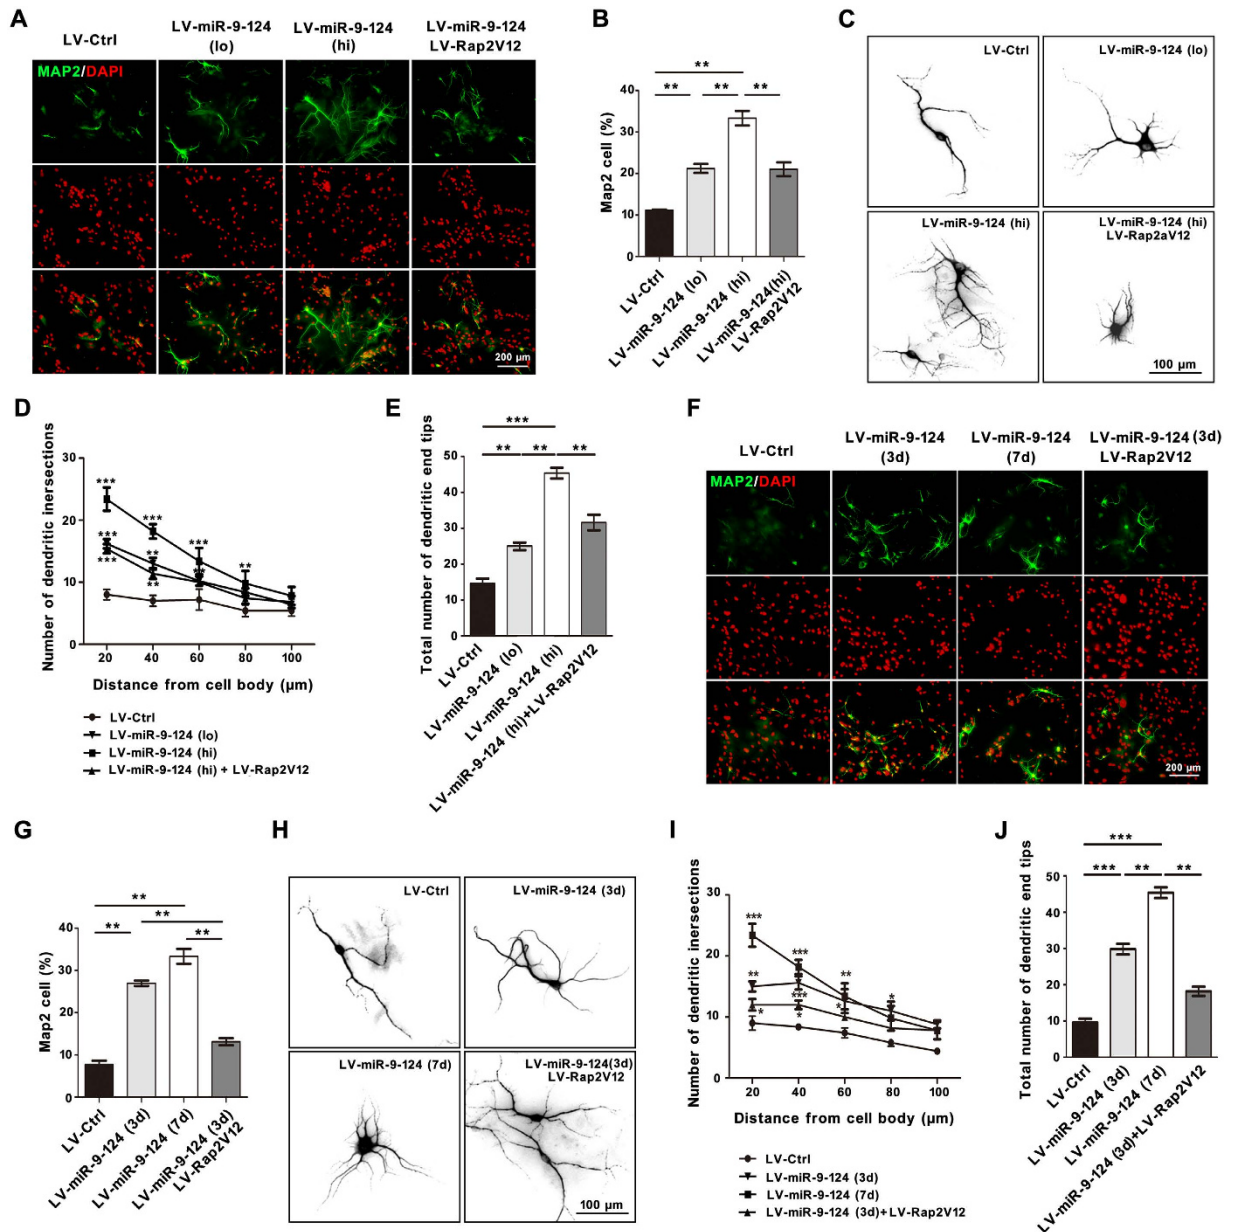 A
LV-Ctrl
LV-miR-9-124
(lo)
LV-miR-9-124
(hi)
LV-miR-9-124
LV-Rap2V12
MAP2/DAPI
200 μm
B
**
** ** **
Map2 cell (%)
40
30
20
10
0
LV-Ctrl
LV-miR-9-124 (lo)
LV-miR-9-124 (hi)
LV-miR-9-124(hi)
LV-Rap2V12
C
LV-Ctrl
LV-miR-9-124 (lo)
LV-miR-9-124 (hi)
LV-miR-9-124 (hi)
LV-Rap2aV12
100 μm
D
Number of dendritic inersections
30
20
10
0
***
***
***
***
**
**
***
**
**
20 40 60 80 100
Distance from cell body (μm)
LV-Ctrl
LV-miR-9-124 (lo)
LV-miR-9-124 (hi)
LV-miR-9-124 (hi) + LV-Rap2V12
E
***
** ** **
Total number of dendritic end tips
50
40
30
20
10
0
LV-Ctrl
LV-miR-9-124 (lo)
LV-miR-9-124 (hi)
LV-miR-9-124 (hi)+LV-Rap2V12
F
LV-Ctrl
LV-miR-9-124
(3d)
LV-miR-9-124
(7d)
LV-miR-9-124 (3d)
LV-Rap2V12
MAP2/DAPI
200 μm
G
**
**
** **
Map2 cell (%)
40
30
20
10
0
LV-Ctrl
LV-miR-9-124 (3d)
LV-miR-9-124 (7d)
LV-miR-9-124 (3d)
LV-Rap2V12
H
LV-Ctrl
LV-miR-9-124 (3d)
LV-miR-9-124 (7d)
LV-miR-9-124(3d)
LV-Rap2V12
100 μm
I
Number of dendritic inersections
30
20
10
0
***
**
*
***
***
*
**
*
*
20 40 60 80 100
Distance from cell body (μm)
LV-Ctrl
LV-miR-9-124 (3d)
LV-miR-9-124 (7d)
LV-miR-9-124 (3d)+LV-Rap2V12
J
***
*** ** **
Total number of dendritic end tips
50
40
30
20
10
0
LV-Ctrl
LV-miR-9-124 (3d)
LV-miR-9-124 (7d)
LV-miR-9-124 (3d)+LV-Rap2V12